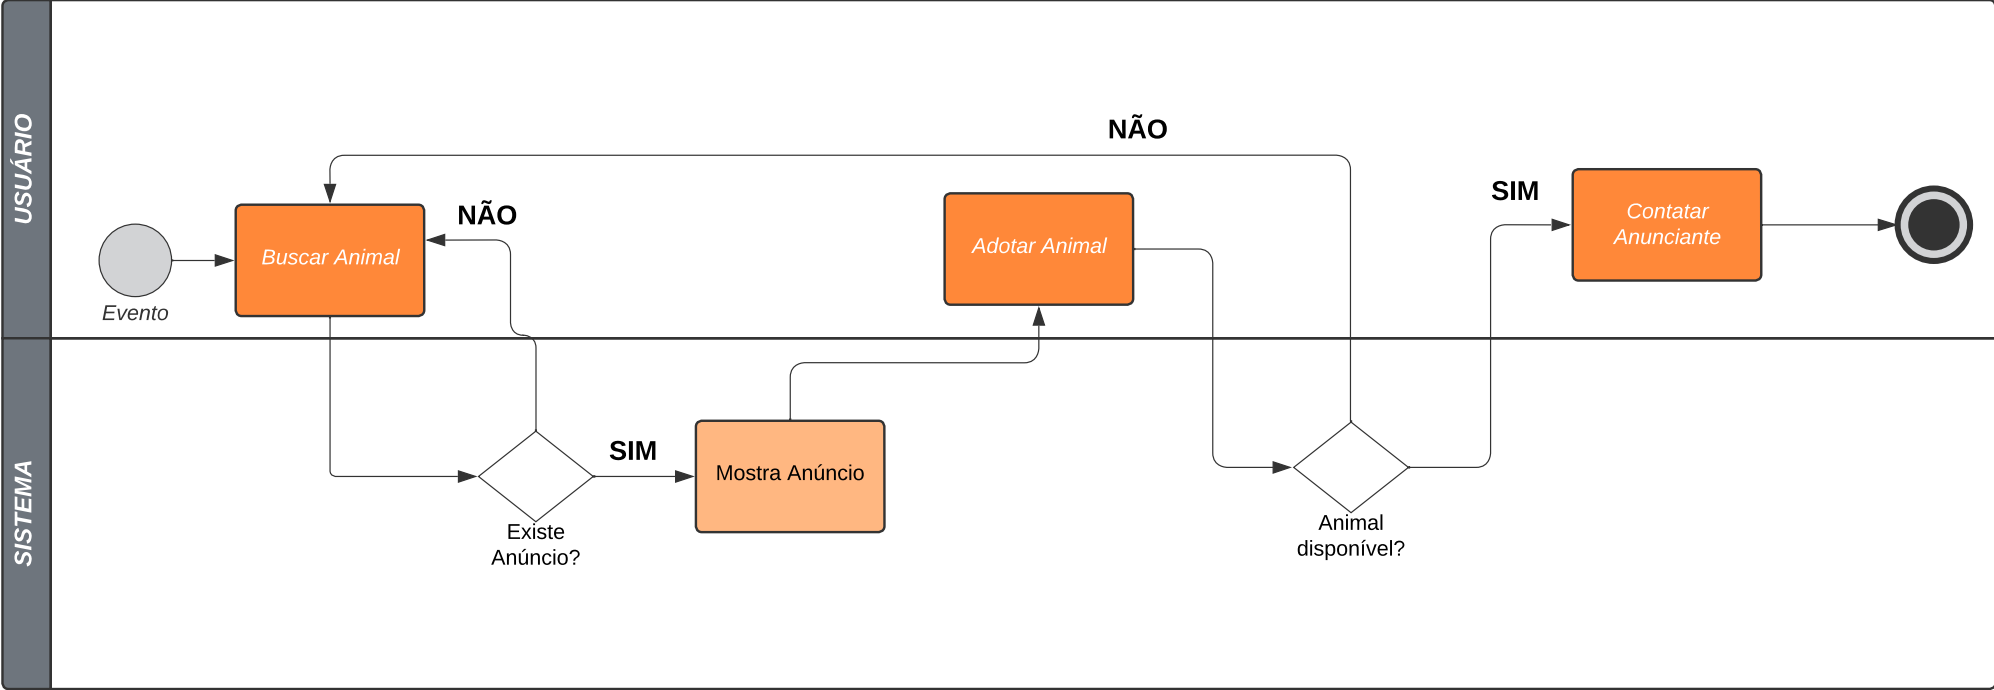 USUÁRIO
NÃO
NÃO
SIM
Evento
Buscar Animal
Adotar Animal
Contatar
Anunciante
SISTEMA
SIM
Existe
Anúncio?
Mostra Anúncio
Animal
disponível?